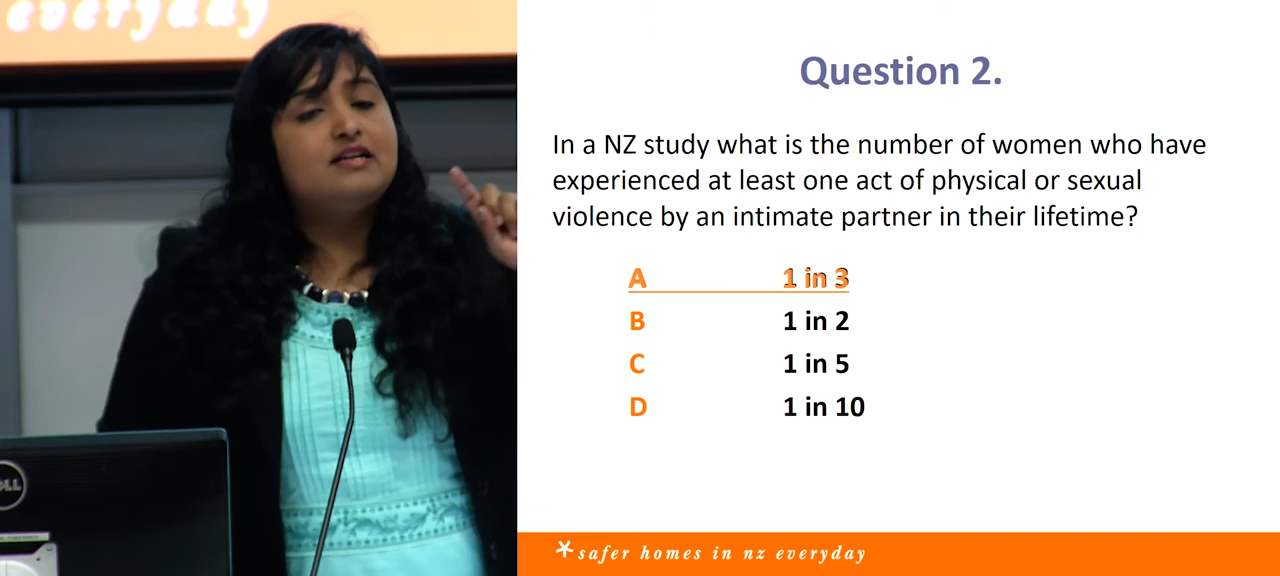 everyday
Question 2.
In a NZ study what is the number of women who have
experienced at least one act of physical or sexual
violence by an intimate partner in their lifetime?
A 1 in 3
B 1 in 2
C 1 in 5
D 1 in 10
*safer homes in nz everyday